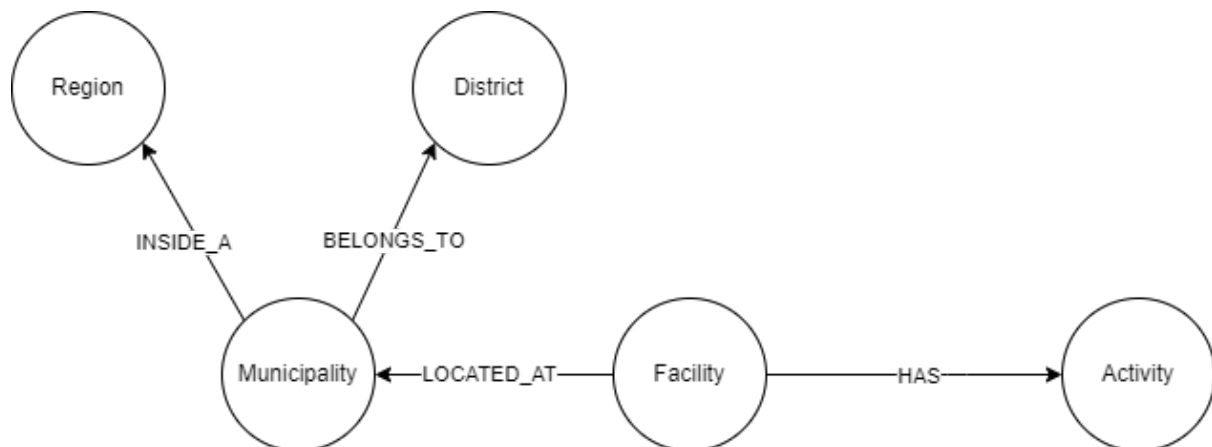 Region
District
INSIDE_A
BELONGS_TO
Municipality
LOCATED_AT
Facility
HAS
Activity